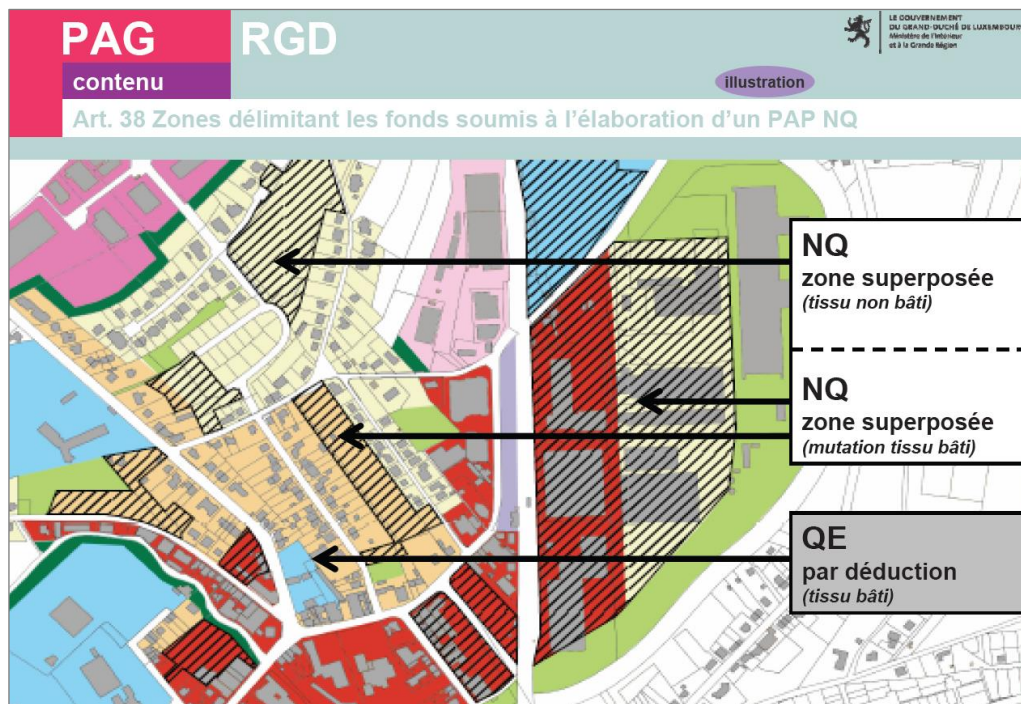 PAG
RGD
LE GOUVERNEMENT
DU GRAND-DUCHÉ DE LUXEMBOURG
Ministère de l'Intérieur
et à la Grande Région
contenu
illustration
Art. 38 Zones délimitant les fonds soumis à l'élaboration d'un PAP NQ
NQ
zone superposée
(tissu non bâti)
NQ
zone superposée
(mutation tissu bâti)
QE
par déduction
(tissu bâti)